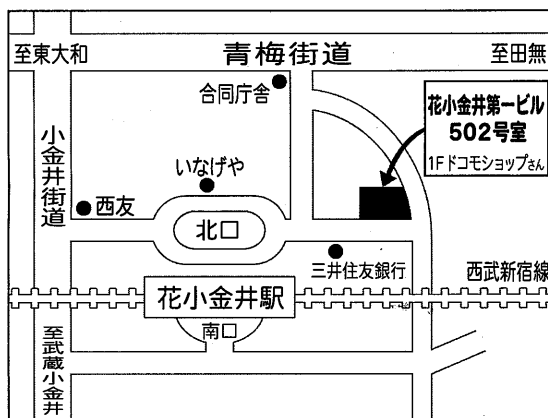 至東大和
青梅街道
至田無
合同庁舎
花小金井第一ビル
502号室
1Fドコモショップさん
小金井街道
いなげや
西友
北口
三井住友銀行
西武新宿線
花小金井駅
南口
至武蔵小金井